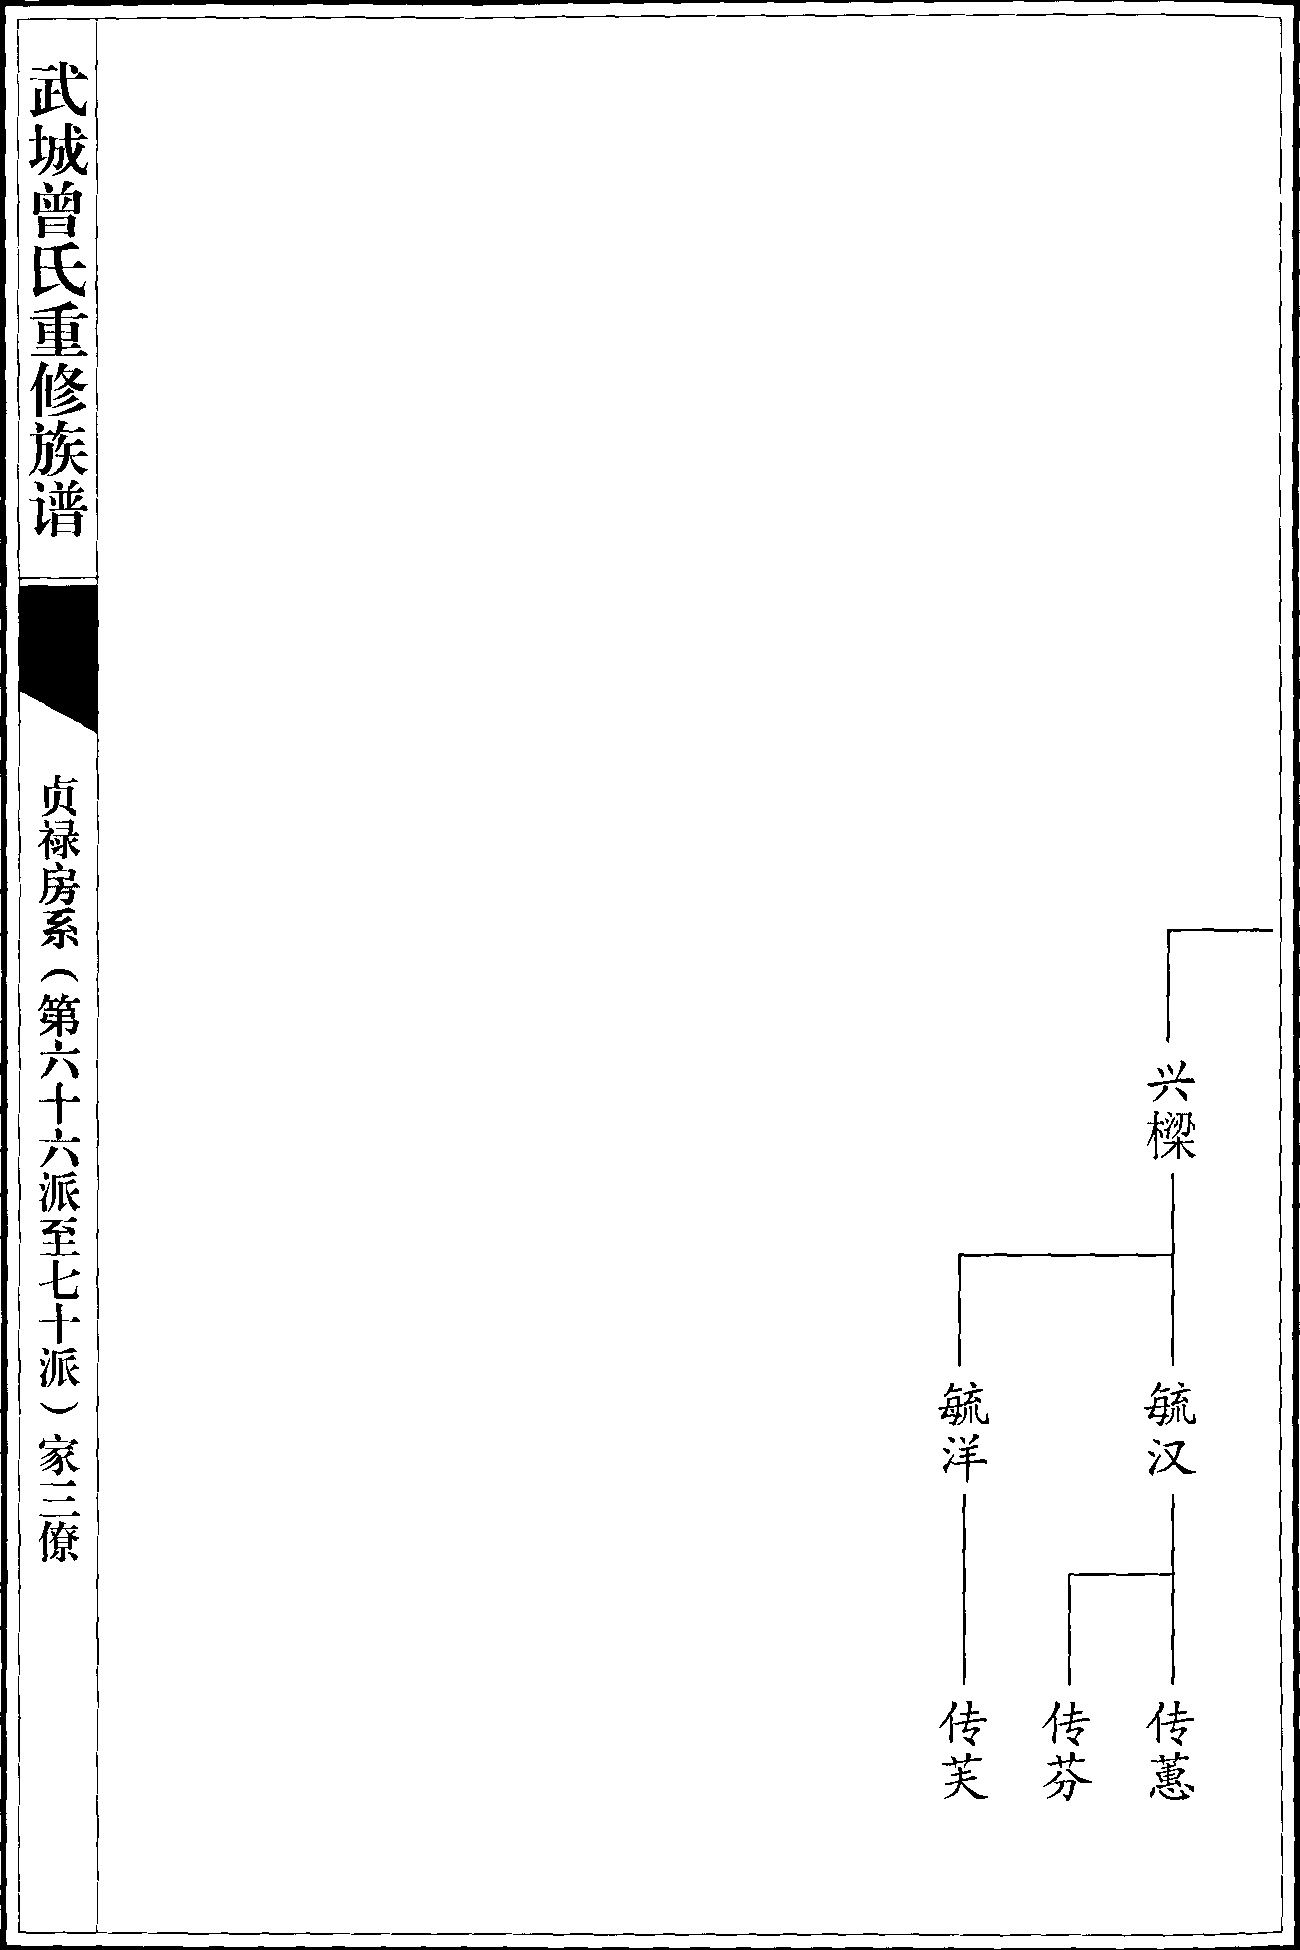 武城曾氏重修族谱
贞禄房系（第六十六派至七十派）家三僚
兴樑
毓汉
毓洋
传蕙
传芬
传芙